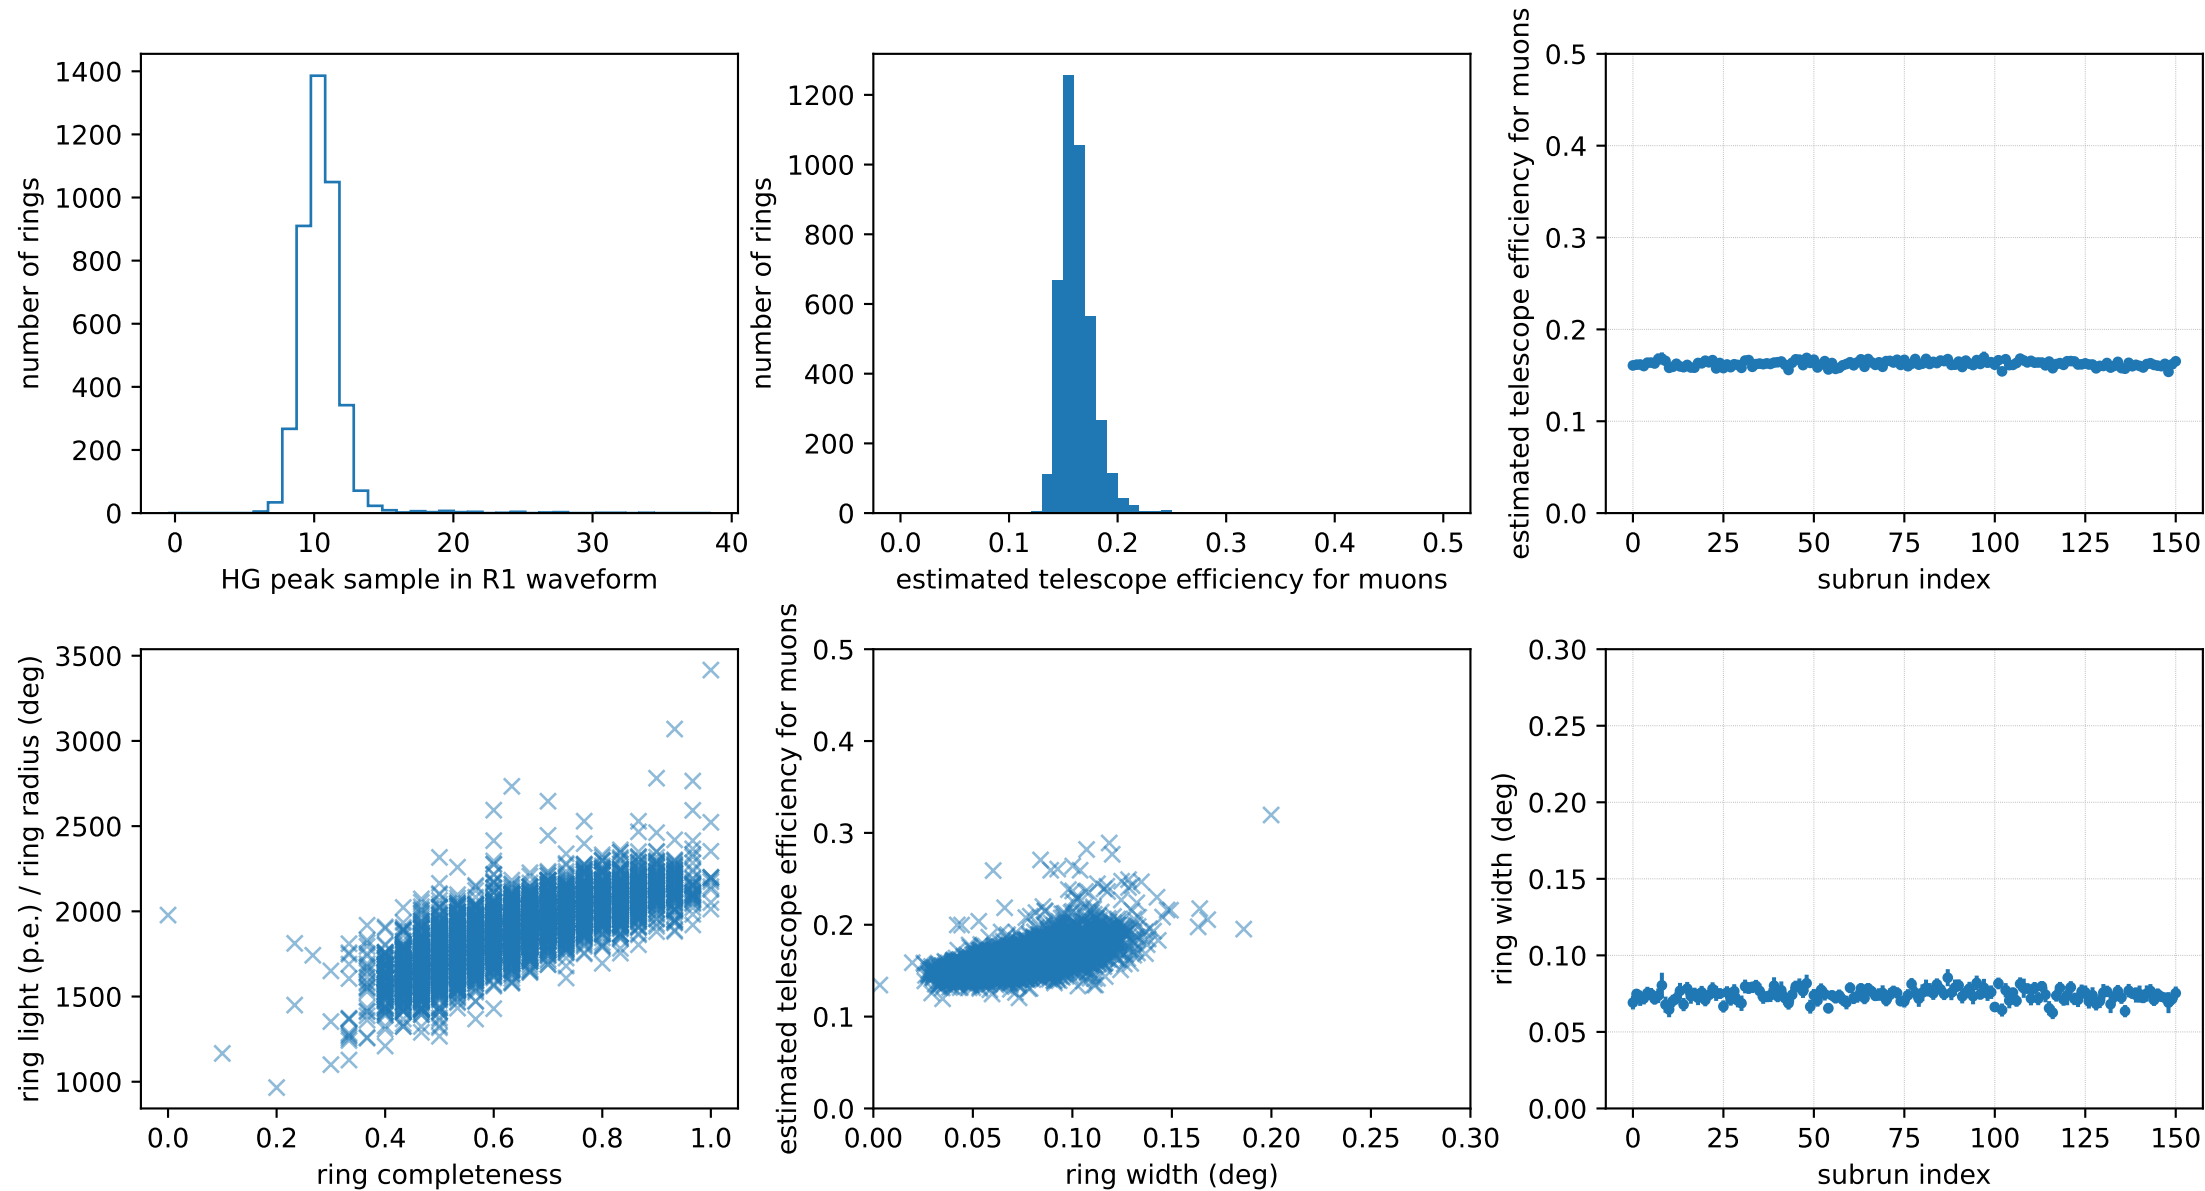 1400
1200
1000
800
600
400
200
0
number of rings
0 10 20 30 40
HG peak sample in R1 waveform
1200
1000
800
600
400
200
0
number of rings
0.0 0.1 0.2 0.3 0.4 0.5
estimated telescope efficiency for muons
0.5
0.4
0.3
0.2
0.1
0.0
estimated telescope efficiency for muons
0 25 50 75 100 125 150
subrun index
3500
3000
2500
2000
1500
1000
ring light (p.e.) / ring radius (deg)
0.0 0.2 0.4 0.6 0.8 1.0
ring completeness
0.5
0.4
0.3
0.2
0.1
0.0
estimated telescope efficiency for muons
0.00 0.05 0.10 0.15 0.20 0.25 0.30
ring width (deg)
0.30
0.25
0.20
0.15
0.10
0.05
0.00
ring width (deg)
0 25 50 75 100 125 150
subrun index